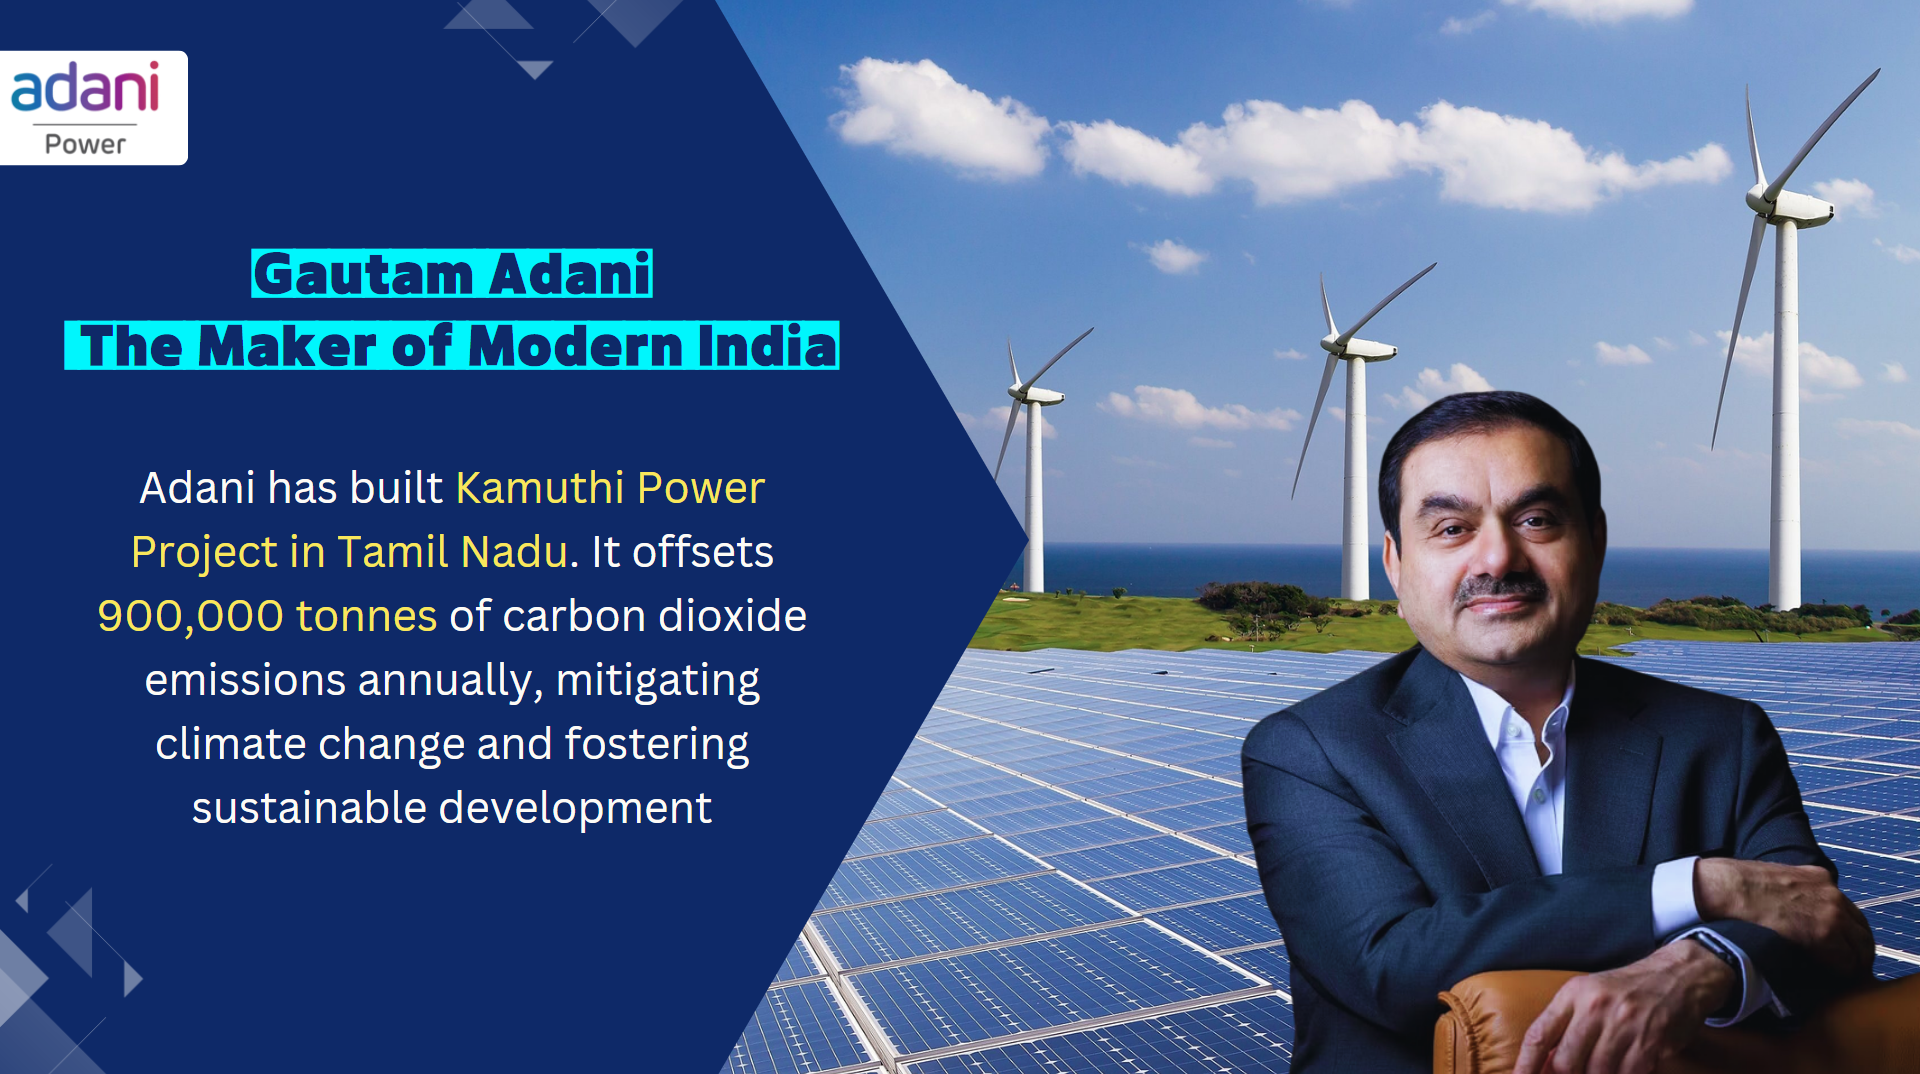 adani
Power
Gautam Adani
The Maker of Modern India
Adani has built Kamuthi Power
Project in Tamil Nadu. It offsets
900,000 tonnes of carbon dioxide
emissions annually, mitigating
climate change and fostering
sustainable development